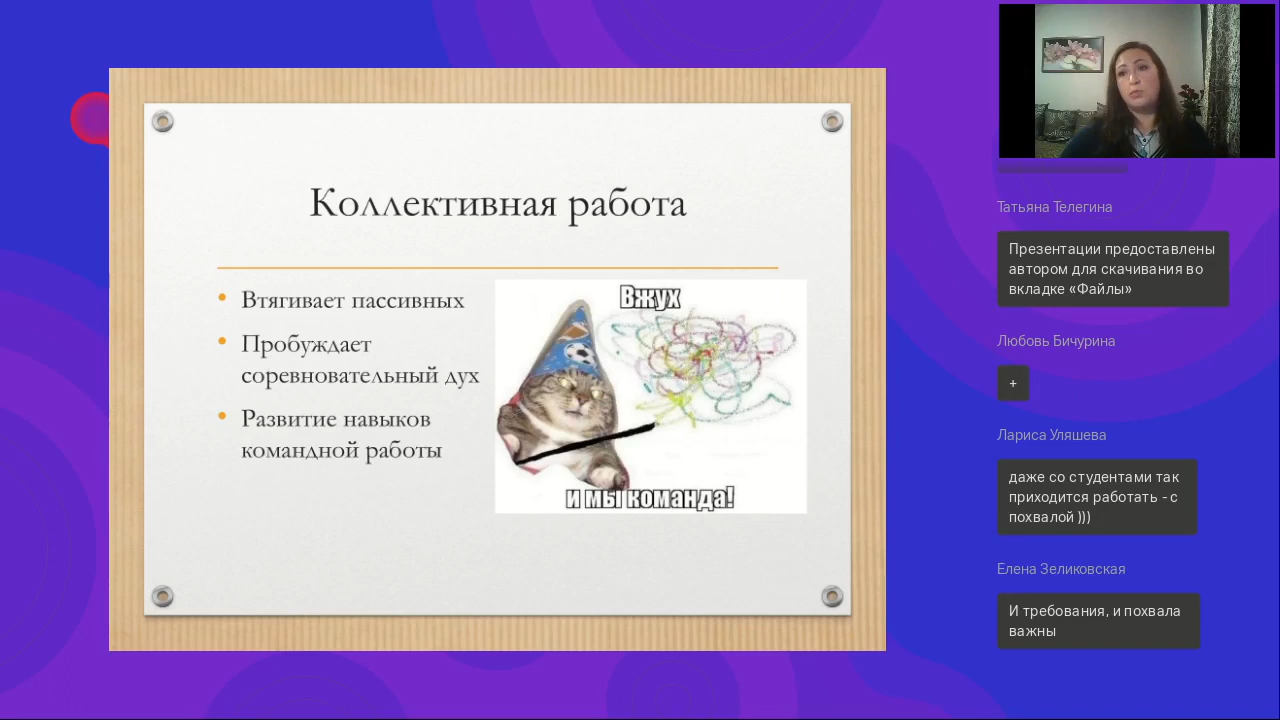 Коллективная работа
Втягивает пассивных
Пробуждает
соревновательный дух
Развитие навыков
командной работы
Вжух
и мы команда!
Татьяна Телегина
Презентации предоставлены
автором для скачивания во
вкладке «Файлы»
Любовь Бичурина
+
Лариса Уляшева
даже со студентами так
приходится работать - с
похвалой )))
Елена Зеликовская
И требования, и похвала
важны